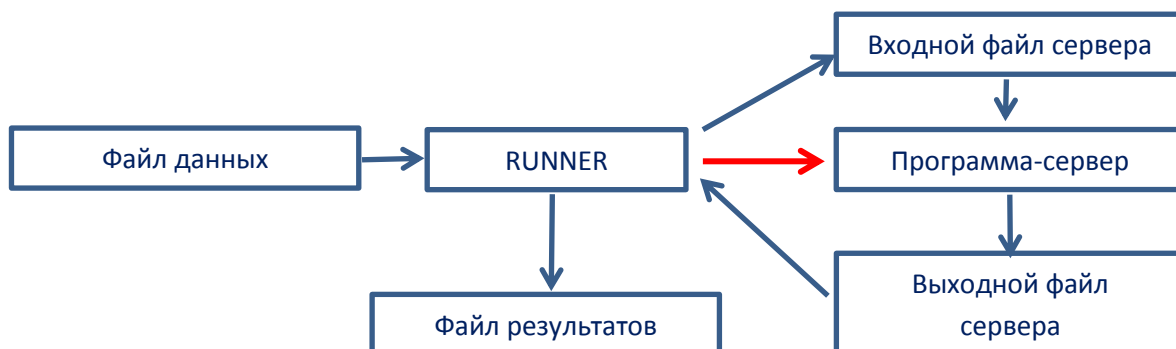 Входной файл сервера
Файл данных
RUNNER
Программа-сервер
Файл результатов
Выходной файл
сервера